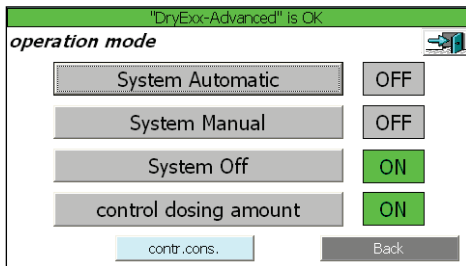 "DryExx-Advanced" is OK
operation mode
System Automatic OFF
System Manual OFF
System Off ON
control dosing amount ON
contr.cons. Back